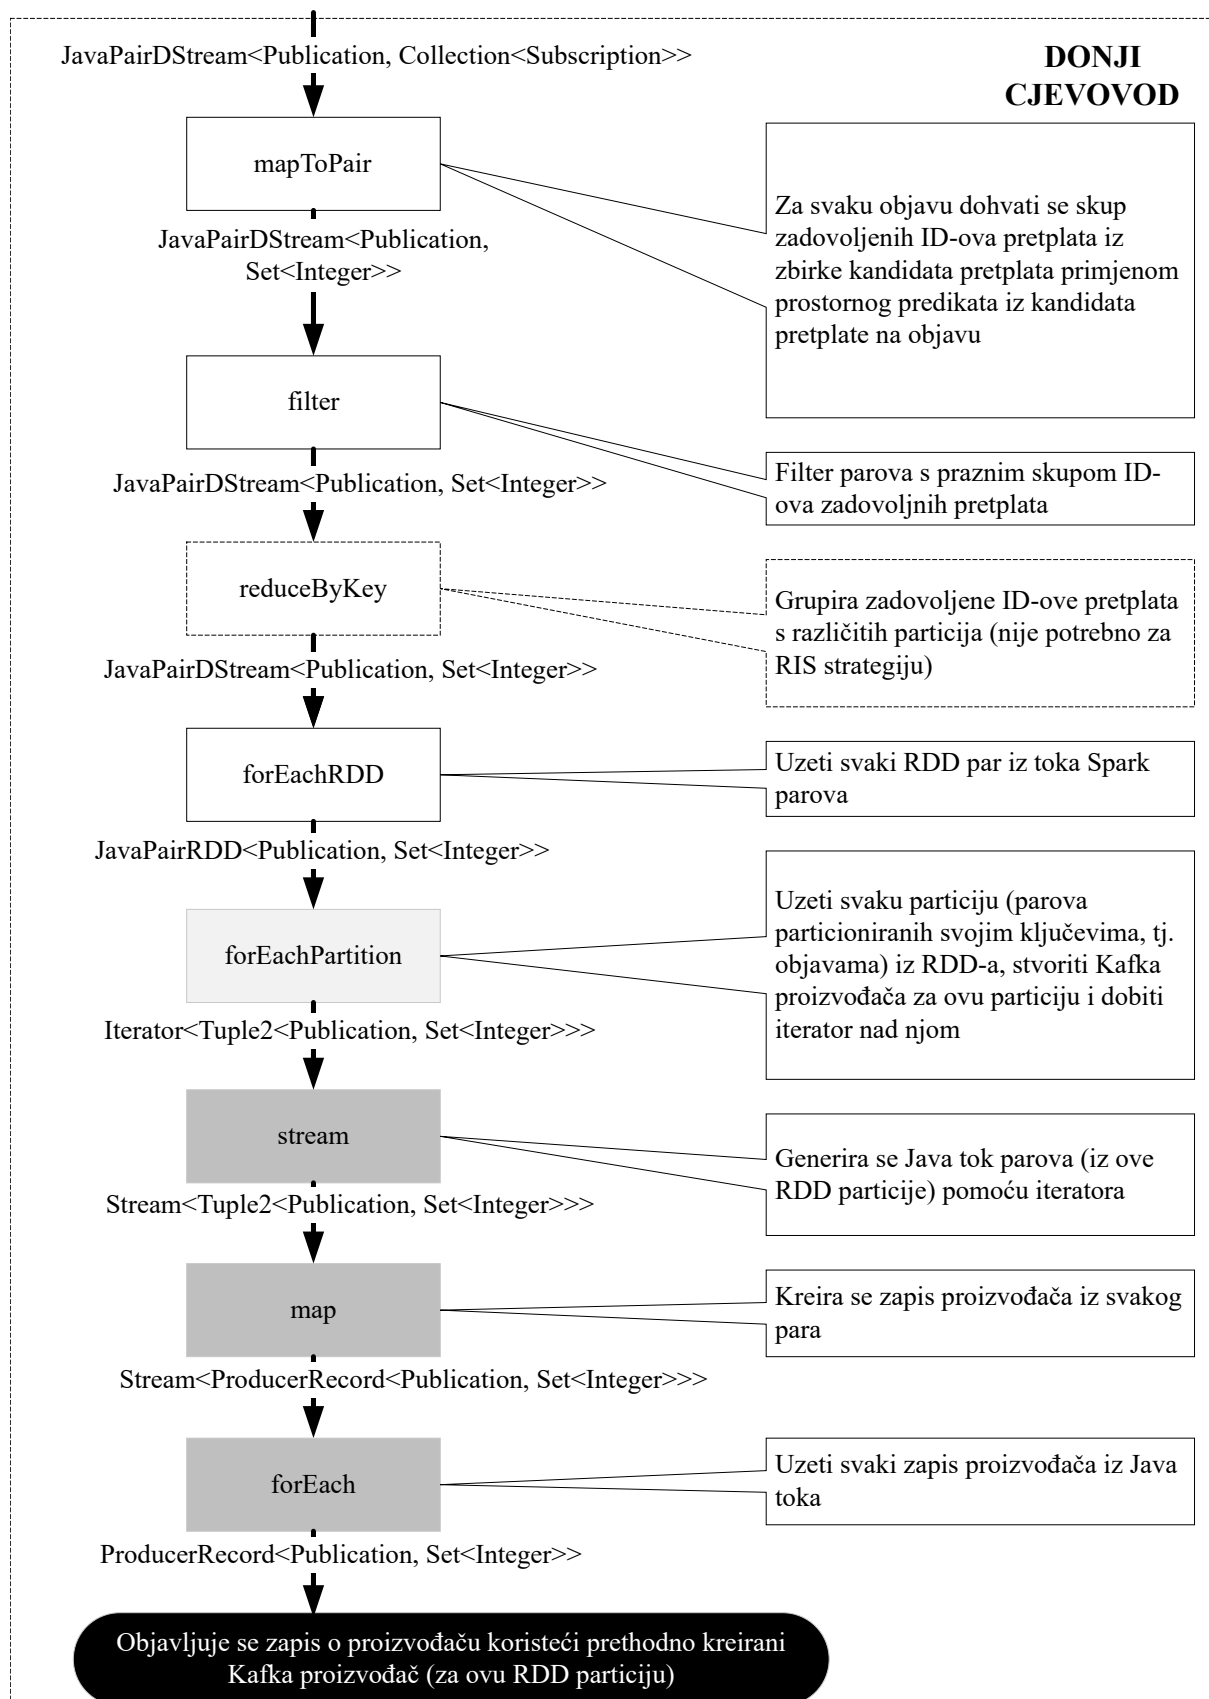 JavaPairDStream<Publication, Collection<Subscription>>
DONJI
CJEVOVOD
mapToPair
Za svaku objavu dohvati se skup
zadovoljenih ID-ova pretplata iz
zbirke kandidata pretplata primjenom
prostornog predikata iz kandidata
pretplate na objavu
JavaPairDStream<Publication,
Set<Integer>>
filter
Filter parova s praznim skupom ID-
ova zadovoljnih pretplata
JavaPairDStream<Publication, Set<Integer>>
reduceByKey
Grupira zadovoljene ID-ove pretplata
s različitih particija (nije potrebno za
RIS strategiju)
JavaPairDStream<Publication, Set<Integer>>
forEachRDD
Uzeti svaki RDD par iz toka Spark
parova
JavaPairRDD<Publication, Set<Integer>>
forEachPartition
Uzeti svaku particiju (parova
particioniranih svojim ključevima, tj.
objavama) iz RDD-a, stvoriti Kafka
proizvođača za ovu particiju i dobiti
iterator nad njom
Iterator<Tuple2<Publication, Set<Integer>>>
stream
Generira se Java tok parova (iz ove
RDD particije) pomoću iteratora
Stream<Tuple2<Publication, Set<Integer>>>
map
Kreira se zapis proizvođača iz svakog
para
Stream<ProducerRecord<Publication, Set<Integer>>>
forEach
Uzeti svaki zapis proizvođača iz Java
toka
ProducerRecord<Publication, Set<Integer>>
Objavljuje se zapis o proizvođaču koristeći prethodno kreirani
Kafka proizvođač (za ovu RDD particiju)